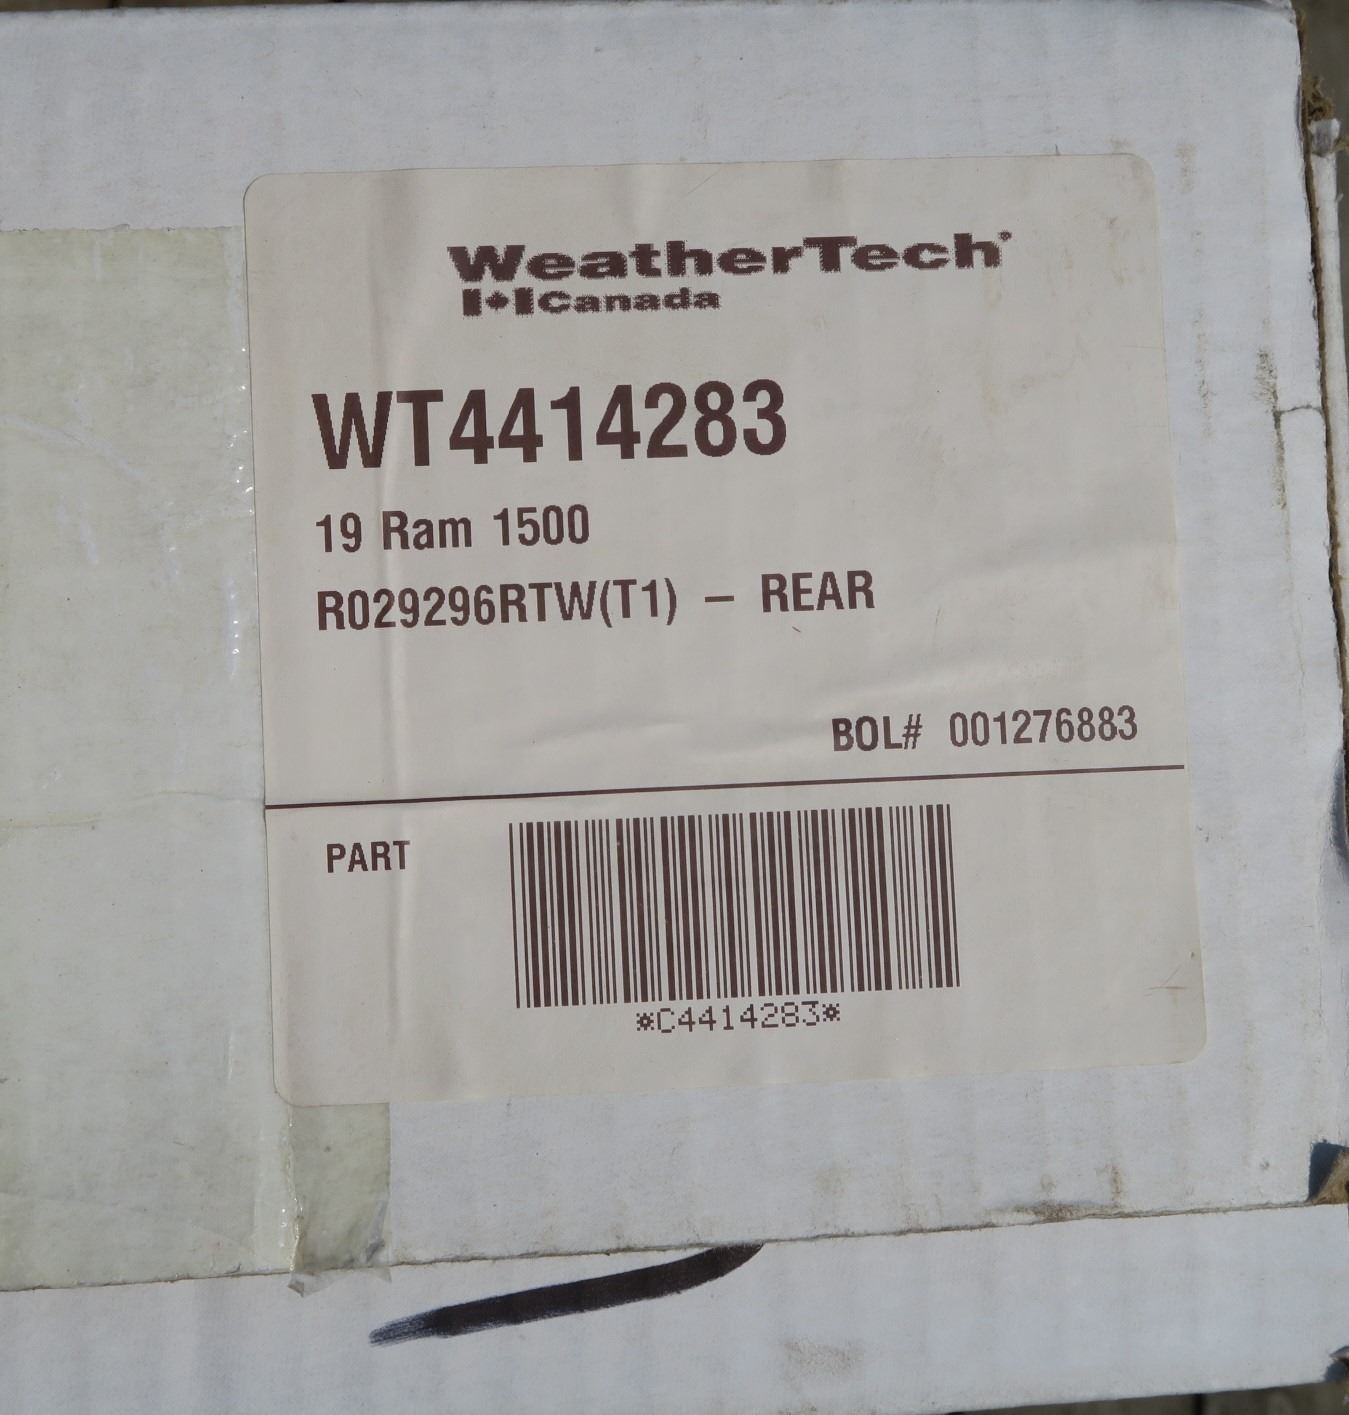 WeatherTech
Canada
WT4414283
19 Ram 1500
R029296RTW(T1) – REAR
BOL# 001276883
PART
*C4414283*